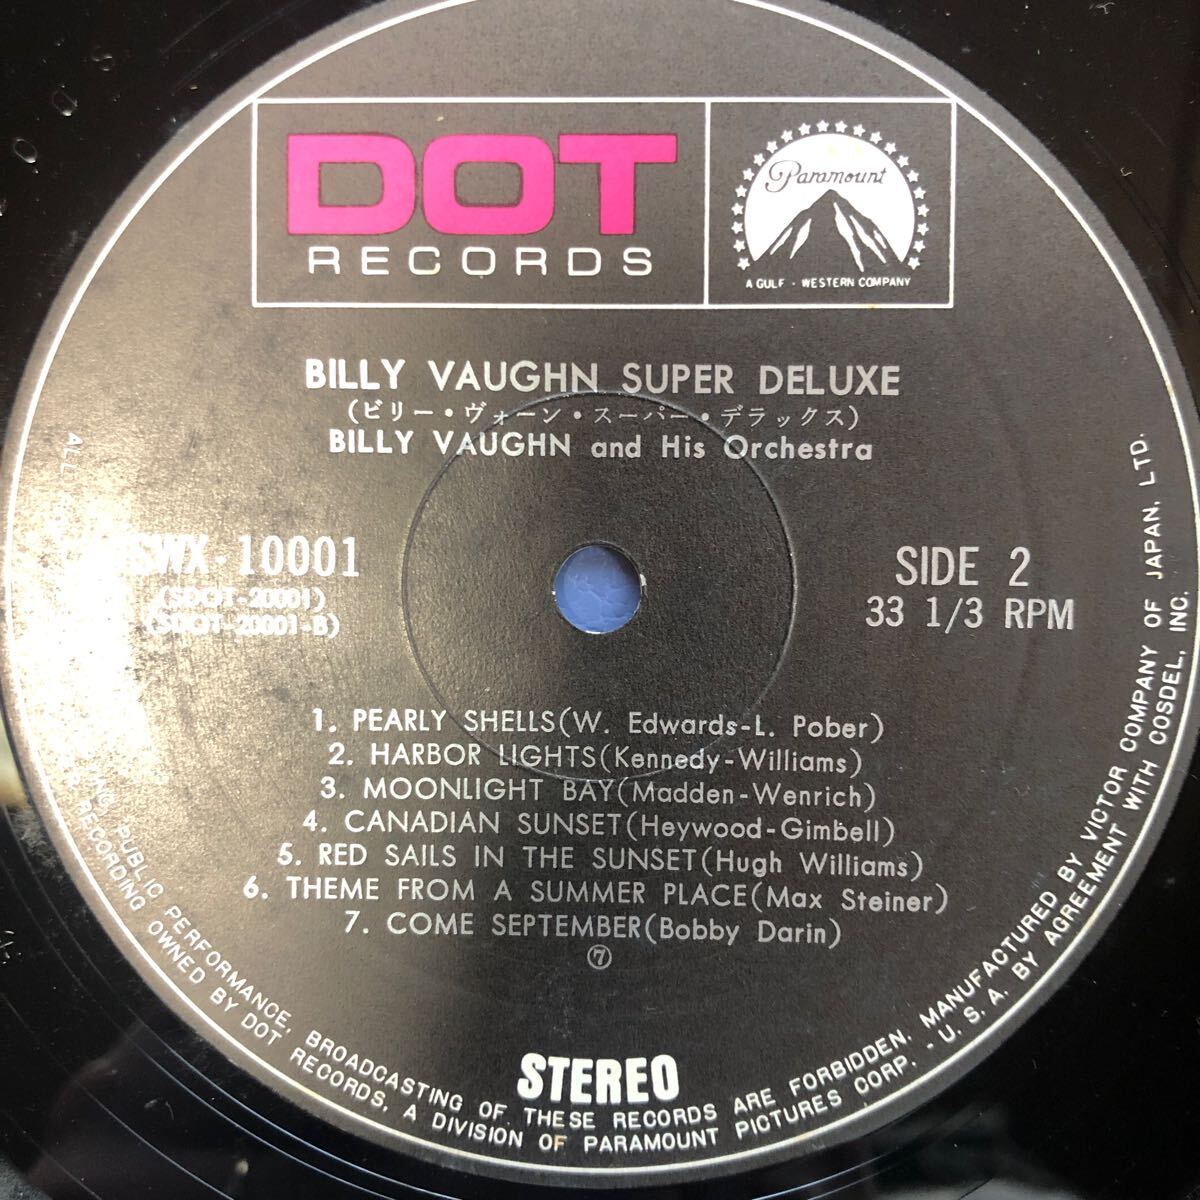 DOT
RECORDS
Paramount
A GULF · WESTERN COMPANY
BILLY VAUGHN SUPER DELUXE
(ビリー・ヴォーン・スーパー・デラックス)
BILLY VAUGHN and His Orchestra
SWX-10001
(SDOT-20001)
(SDOT-20001-B)
SIDE 2
33 1/3 RPM
1. PEARLY SHELLS(W. Edwards-L. Pober)
2. HARBOR LIGHTS(Kennedy-Williams)
3. MOONLIGHT BAY(Madden-Wenrich)
4. CANADIAN SUNSET(Heywood-Gimbell)
5. RED SAILS IN THE SUNSET(Hugh Williams)
6. THEME FROM A SUMMER PLACE(Max Steiner)
7. COME SEPTEMBER(Bobby Darin)
⑦
STEREO
ALL PUBLIC PERFORMANCE, BROADCASTING OF THESE RECORDS ARE FORBIDDEN. MANUFACTURED BY VICTOR COMPANY OF JAPAN, LTD.
RECORDING OWNED BY DOT RECORDS, A DIVISION OF PARAMOUNT PICTURES CORP. - U. S. A. BY AGREEMENT WITH COSDEL, INC.